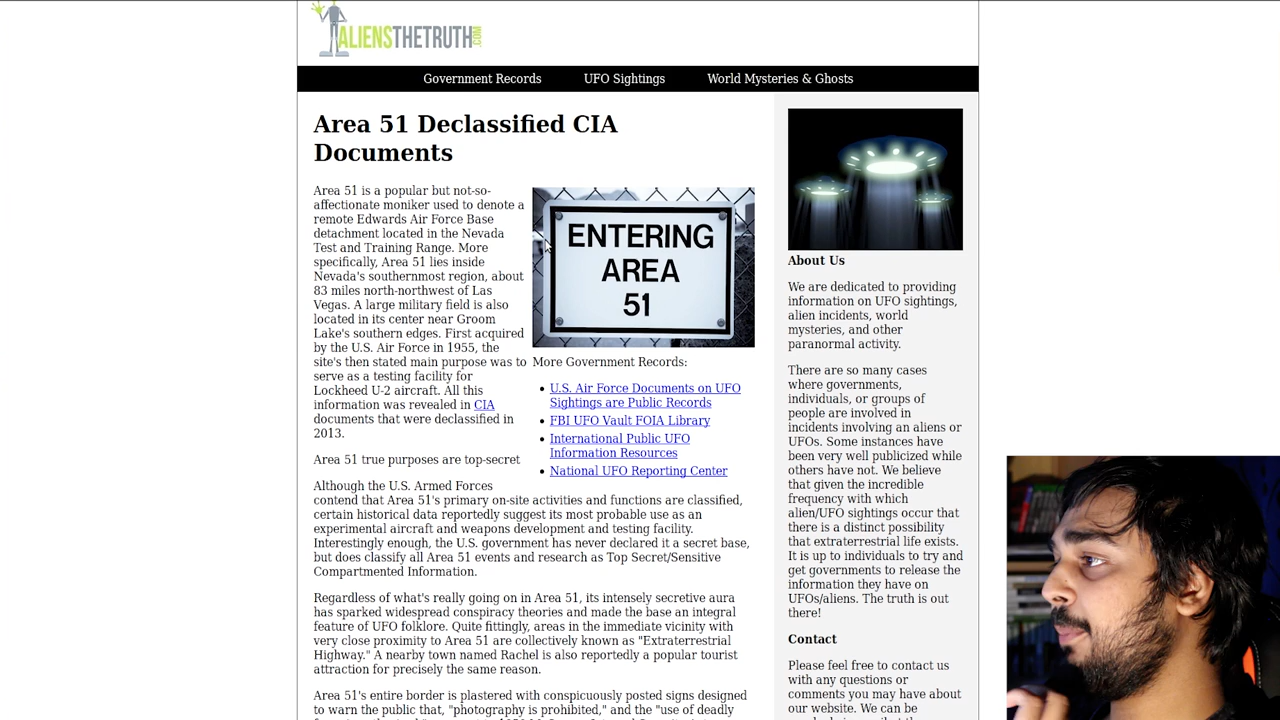 ALIENSTHETRUTH.COM
Government Records UFO Sightings World Mysteries & Ghosts
Area 51 Declassified CIA
Documents
Area 51 is a popular but not-so-
affectionate moniker used to denote a
remote Edwards Air Force Base
detachment located in the Nevada
Test and Training Range. More
specifically, Area 51 lies inside
Nevada's southernmost region, about
83 miles north-northwest of Las
Vegas. A large military field is also
located in its center near Groom
Lake's southern edges. First acquired
by the U.S. Air Force in 1955, the
site's then stated main purpose was to
serve as a testing facility for
Lockheed U-2 aircraft. All this
information was revealed in CIA
documents that were declassified in
2013.
ENTERING
AREA
51
More Government Records:
• U.S. Air Force Documents on UFO
Sightings are Public Records
• FBI UFO Vault FOIA Library
• International Public UFO
Information Resources
• National UFO Reporting Center
Area 51 true purposes are top-secret
Although the U.S. Armed Forces
contend that Area 51's primary on-site activities and functions are classified,
certain historical data reportedly suggest its most probable use as an
experimental aircraft and weapons development and testing facility.
Interestingly enough, the U.S. government has never declared it a secret base,
but does classify all Area 51 events and research as Top Secret/Sensitive
Compartmented Information.
Regardless of what's really going on in Area 51, its intensely secretive aura
has sparked widespread conspiracy theories and made the base an integral
feature of UFO folklore. Quite fittingly, areas in the immediate vicinity with
very close proximity to Area 51 are collectively known as "Extraterrestrial
Highway." A nearby town named Rachel is also reportedly a popular tourist
attraction for precisely the same reason.
Area 51's entire border is plastered with conspicuously posted signs designed
to warn the public that, "photography is prohibited," and the "use of deadly
About Us
We are dedicated to providing
information on UFO sightings,
alien incidents, world
mysteries, and other
paranormal activity.
There are so many cases
where governments,
individuals, or groups of
people are involved in
incidents involving an aliens or
UFOs. Some instances have
been very well publicized while
others have not. We believe
that given the incredible
frequency with which
alien/UFO sightings occur that
there is a distinct possibility
that extraterrestrial life exists.
It is up to individuals to try and
get governments to release the
information they have on
UFOs/aliens. The truth is out
there!
Contact
Please feel free to contact us
with any questions or
comments you may have about
our website. We can be